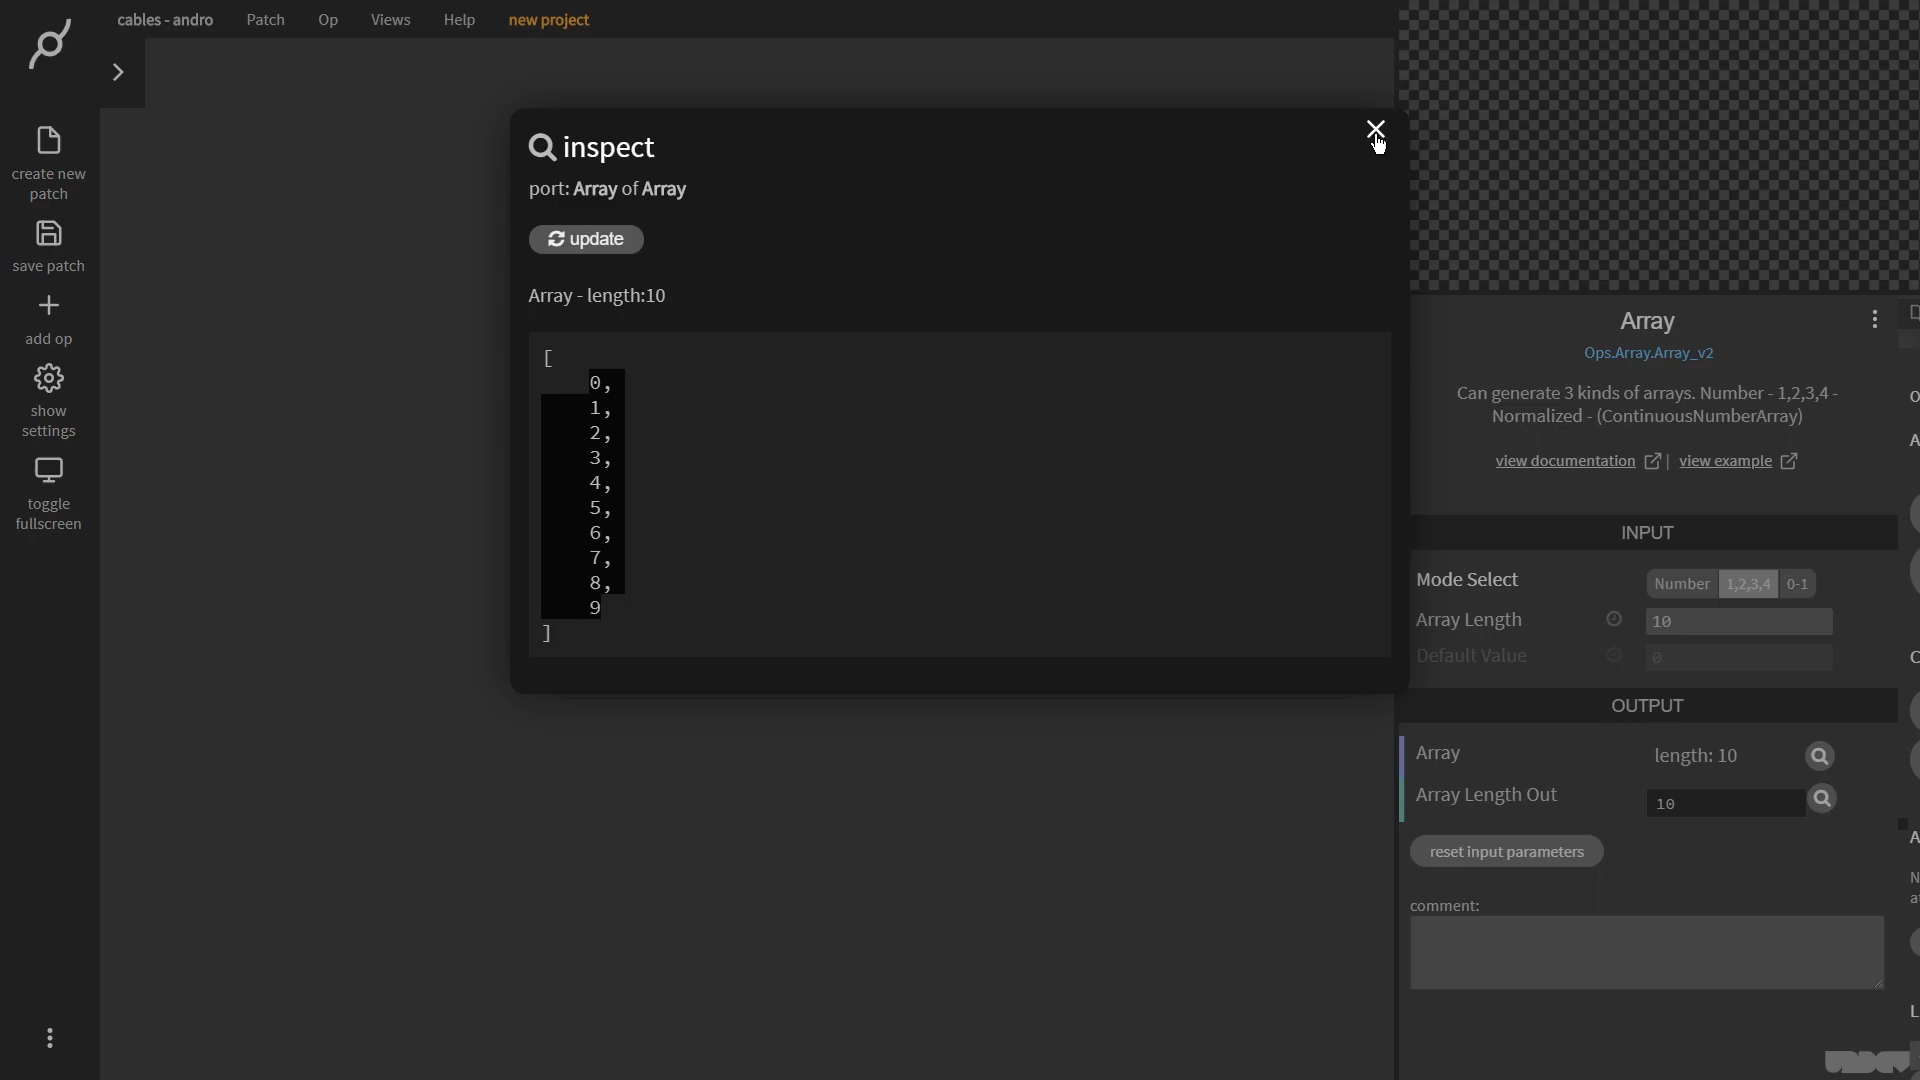 cables - andro Patch Op Views Help new project
create new
patch
save patch
add op
show
settings
toggle
fullscreen
inspect
port: Array of Array
update
Array - length:10
[
0,
1,
2,
3,
4,
5,
6,
7,
8,
9
]
Array
Ops.Array.Array_v2
Can generate 3 kinds of arrays. Number - 1,2,3,4 -
Normalized - (ContinuousNumberArray)
view documentation | view example
INPUT
Mode Select Number 1,2,3,4 0-1
Array Length 10
Default Value 0
OUTPUT
Array length: 10
Array Length Out 10
reset input parameters
comment: